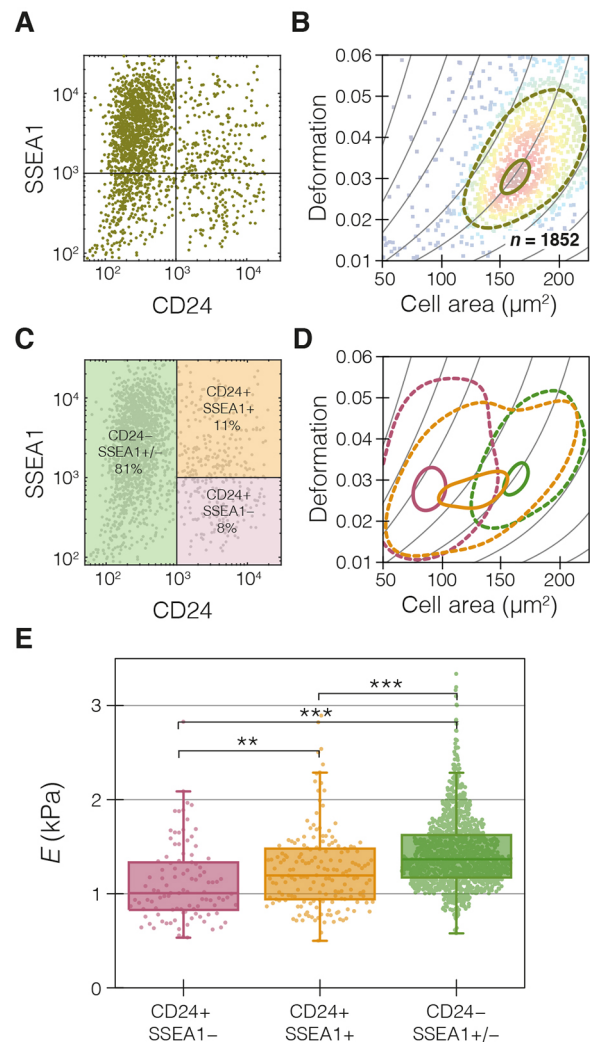 A
SSEA1
10⁴
10³
10²
10² 10³ 10⁴
CD24
B
Deformation
0.06
0.05
0.04
0.03
0.02
0.01
n = 1852
50 100 150 200
Cell area (µm²)
C
SSEA1
10⁴
10³
10²
CD24−
SSEA1+/−
81%
CD24+
SSEA1+
11%
CD24+
SSEA1−
8%
10² 10³ 10⁴
CD24
D
Deformation
0.06
0.05
0.04
0.03
0.02
0.01
50 100 150 200
Cell area (µm²)
E
E (kPa)
3
2
1
0
***
***
**
CD24+
SSEA1−
CD24+
SSEA1+
CD24−
SSEA1+/−